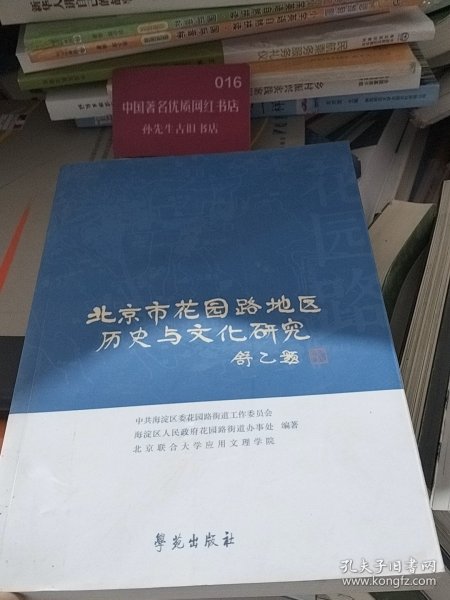 016
中国著名优质网红书店
孙先生古旧书店
花园路
北京市花园路地区
历史与文化研究
舒乙题
中共海淀区委花园路街道工作委员会
海淀区人民政府花园路街道办事处 编著
北京联合大学应用文理学院
學苑出版社
孔夫子旧书网
www.kongfz.com